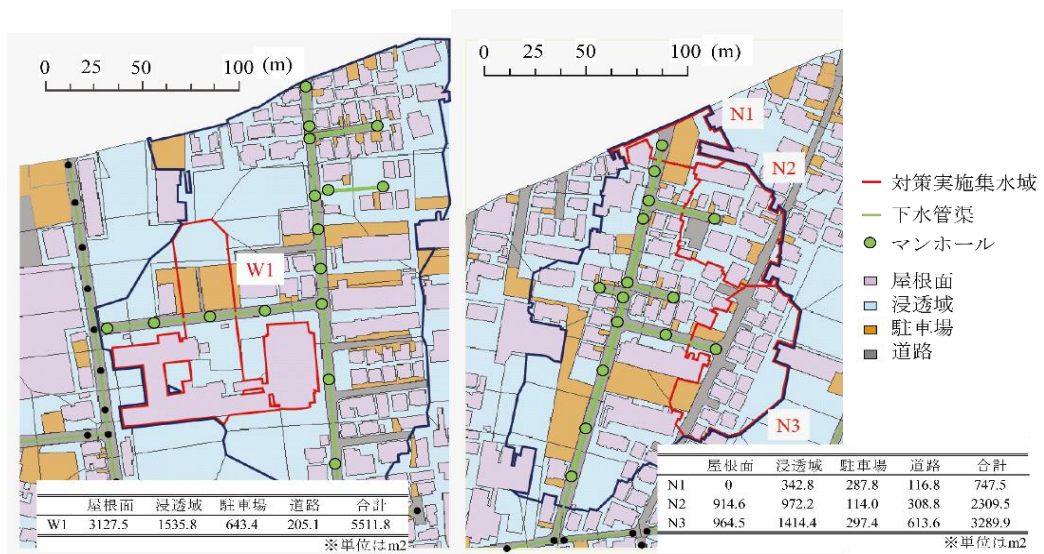 0 25 50 100 (m)
W1
屋根面 浸透域 駐車場 道路 合計
W1 3127.5 1535.8 643.4 205.1 5511.8
※単位はm2
0 25 50 100 (m)
N1
N2
N3
屋根面 浸透域 駐車場 道路 合計
N1 0 342.8 287.8 116.8 747.5
N2 914.6 972.2 114.0 308.8 2309.5
N3 964.5 1414.4 297.4 613.6 3289.9
※単位はm2
対策実施集水域
下水管渠
マンホール
屋根面
浸透域
駐車場
道路